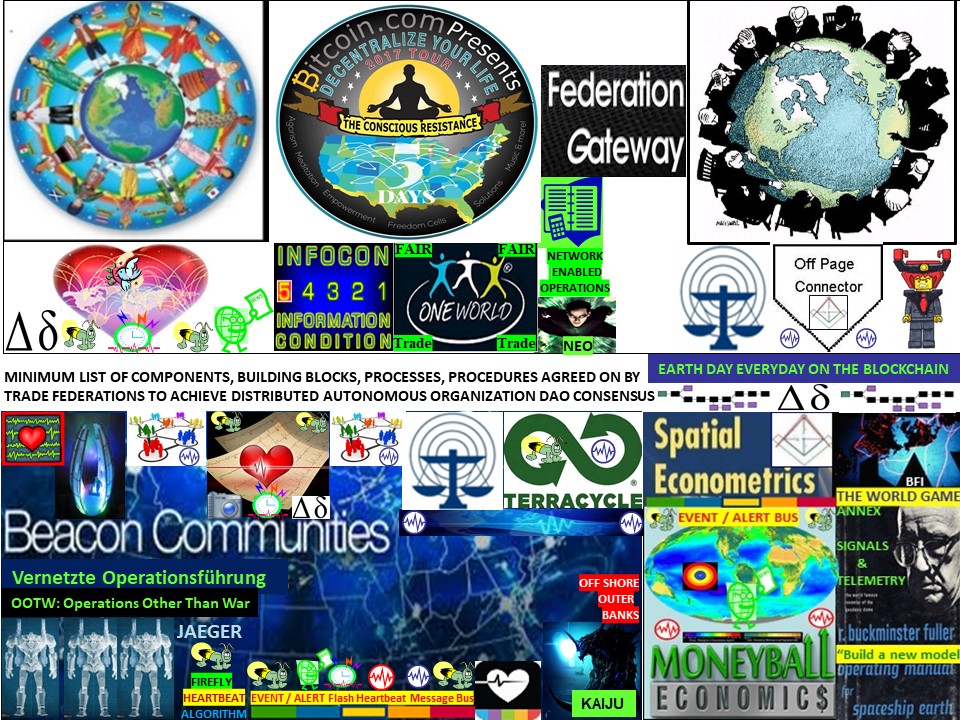 Bitcoin.com Presents
DECENTRALIZE YOUR LIFE
2017 TOUR
THE CONSCIOUS RESISTANCE
5
DAYS
Agorism Meditation Empowerment Freedom Cells Solutions Music & more!
Federation
Gateway
INFOCON
5 4 3 2 1
INFORMATION
CONDITION
FAIR FAIR
ONE WORLD
®
Trade Trade
NETWORK
ENABLED
OPERATIONS
NEO
Off Page
Connector
Δδ
NEWS
MINIMUM LIST OF COMPONENTS, BUILDING BLOCKS, PROCESSES, PROCEDURES AGREED ON BY
TRADE FEDERATIONS TO ACHIEVE DISTRIBUTED AUTONOMOUS ORGANIZATION DAO CONSENSUS
EARTH DAY EVERYDAY ON THE BLOCKCHAIN
Δδ
Δδ
TERRACYCLE
®
Spatial
Econometrics
BFI
THE WORLD GAME
ANNEX
SIGNALS
&
TELEMETRY
r. buckminster fuller
"Build a new model
operating manual
for
spaceship earth
EVENT / ALERT BUS
MONEYBALL
ECONOMIC$
Beacon Communities
Vernetzte Operationsführung
OOTW: Operations Other Than War
JAEGER
FIREFLY
HEARTBEAT
ALGORITHM
N
EVENT / ALERT Flash Heartbeat Message Bus
OFF SHORE
OUTER
BANKS
KAIJU